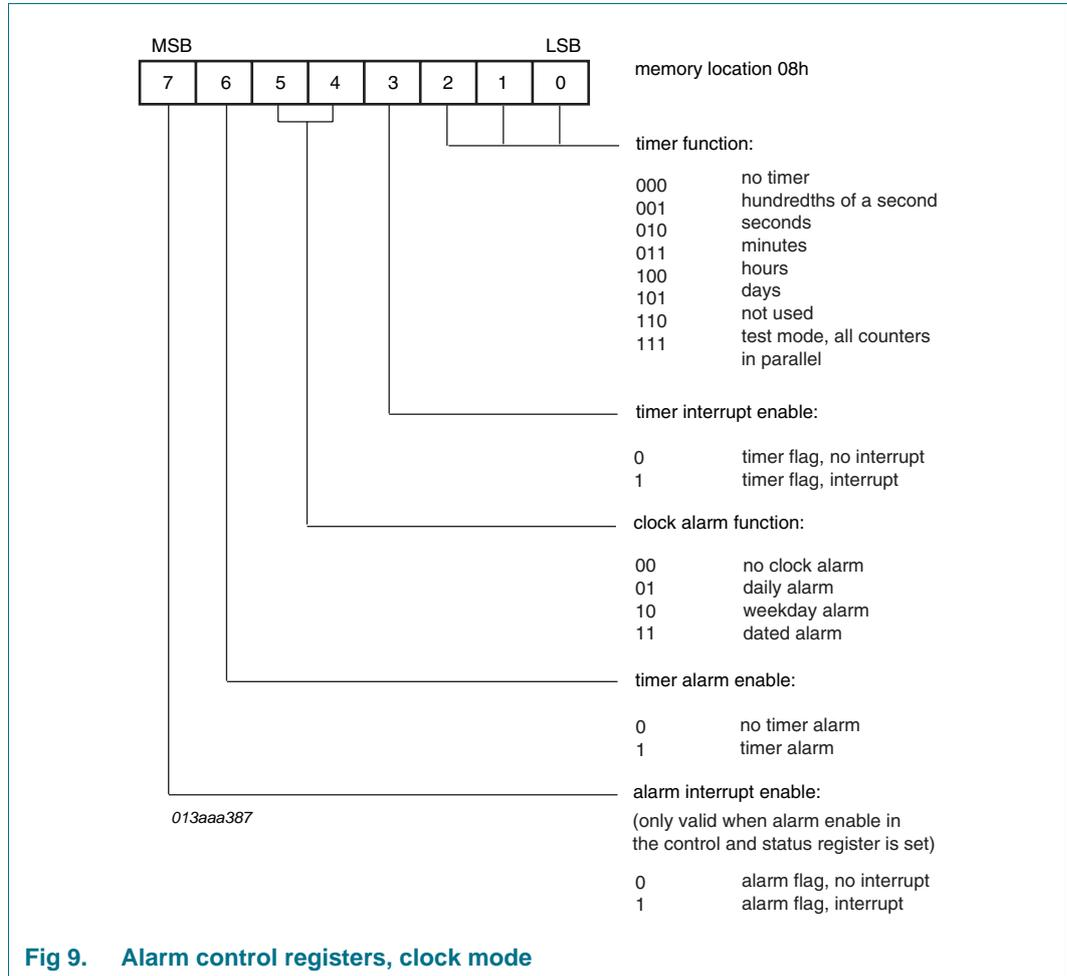 MSB LSB
7 6 5 4 3 2 1 0
memory location 08h
timer function:
000 no timer
001 hundredths of a second
010 seconds
011 minutes
100 hours
101 days
110 not used
111 test mode, all counters
in parallel
timer interrupt enable:
0 timer flag, no interrupt
1 timer flag, interrupt
clock alarm function:
00 no clock alarm
01 daily alarm
10 weekday alarm
11 dated alarm
timer alarm enable:
0 no timer alarm
1 timer alarm
alarm interrupt enable:
(only valid when alarm enable in
the control and status register is set)
0 alarm flag, no interrupt
1 alarm flag, interrupt
013aaa387
Fig 9. Alarm control registers, clock mode